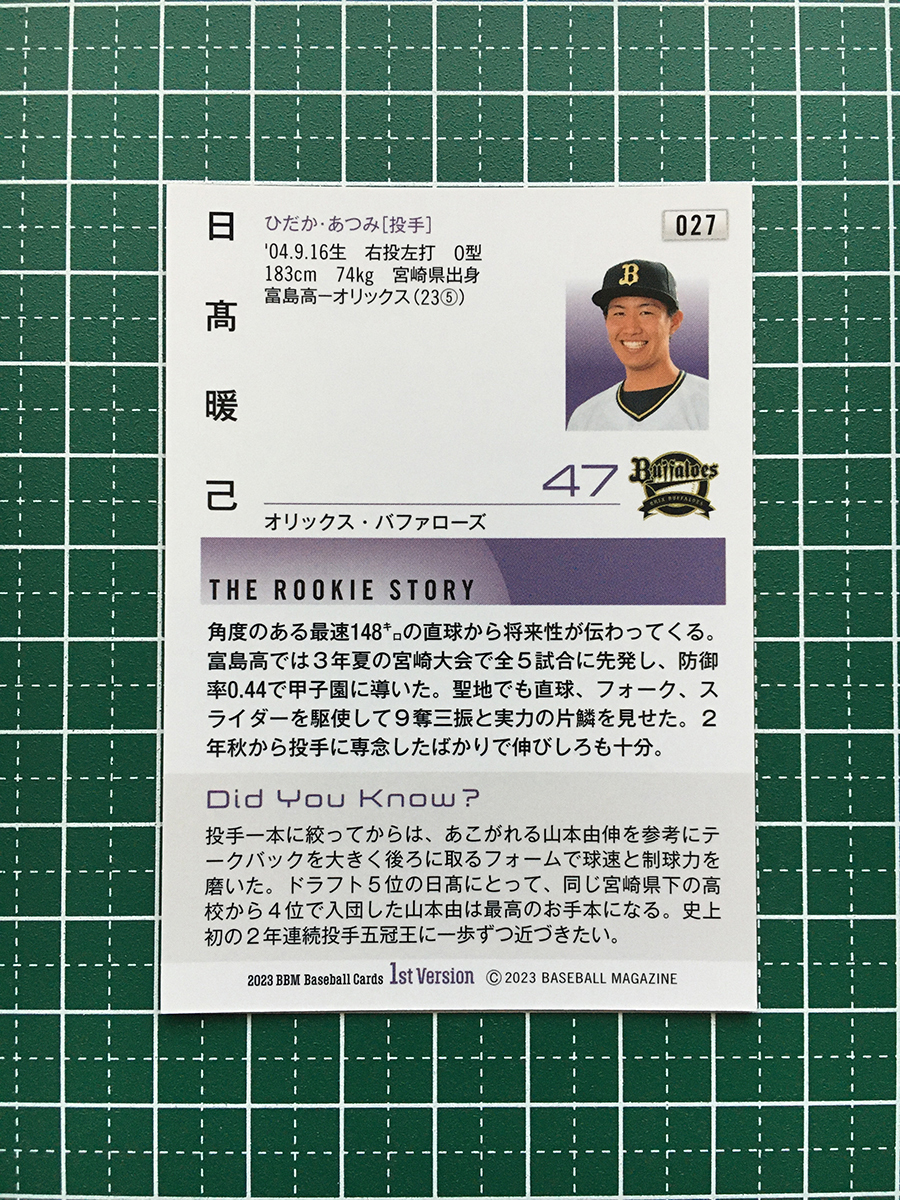 日髙暖己
ひだか・あつみ[投手]
'04.9.16生 右投左打 O型
183cm 74kg 宮崎県出身
富島高ーオリックス(23⑤)
027
B
47
Buffaloes
ORIX BUFFALOES
オリックス・バファローズ
THE ROOKIE STORY
角度のある最速148㌔の直球から将来性が伝わってくる。
富島高では3年夏の宮崎大会で全5試合に先発し、防御
率0.44で甲子園に導いた。聖地でも直球、フォーク、ス
ライダーを駆使して9奪三振と実力の片鱗を見せた。2
年秋から投手に専念したばかりで伸びしろも十分。
Did You Know?
投手一本に絞ってからは、あこがれる山本由伸を参考にテ
ークバックを大きく後ろに取るフォームで球速と制球力を
磨いた。ドラフト5位の日髙にとって、同じ宮崎県下の高
校から4位で入団した山本由は最高のお手本になる。史上
初の2年連続投手五冠王に一歩ずつ近づきたい。
2023 BBM Baseball Cards 1st Version ©2023 BASEBALL MAGAZINE